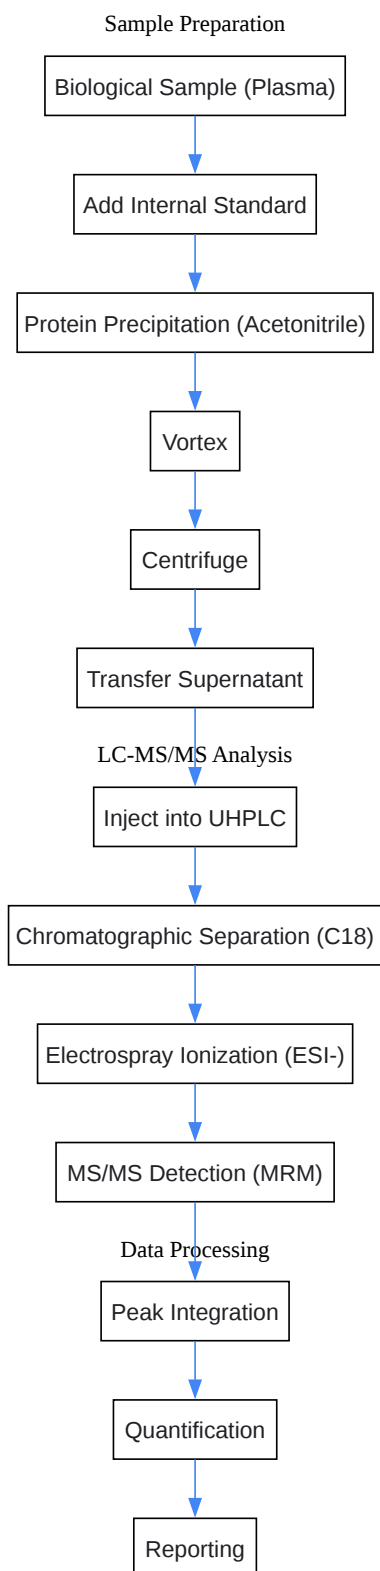 Sample Preparation
Biological Sample (Plasma)
Add Internal Standard
Protein Precipitation (Acetonitrile)
Vortex
Centrifuge
Transfer Supernatant
LC-MS/MS Analysis
Inject into UHPLC
Chromatographic Separation (C18)
Electrospray Ionization (ESI-)
MS/MS Detection (MRM)
Data Processing
Peak Integration
Quantification
Reporting